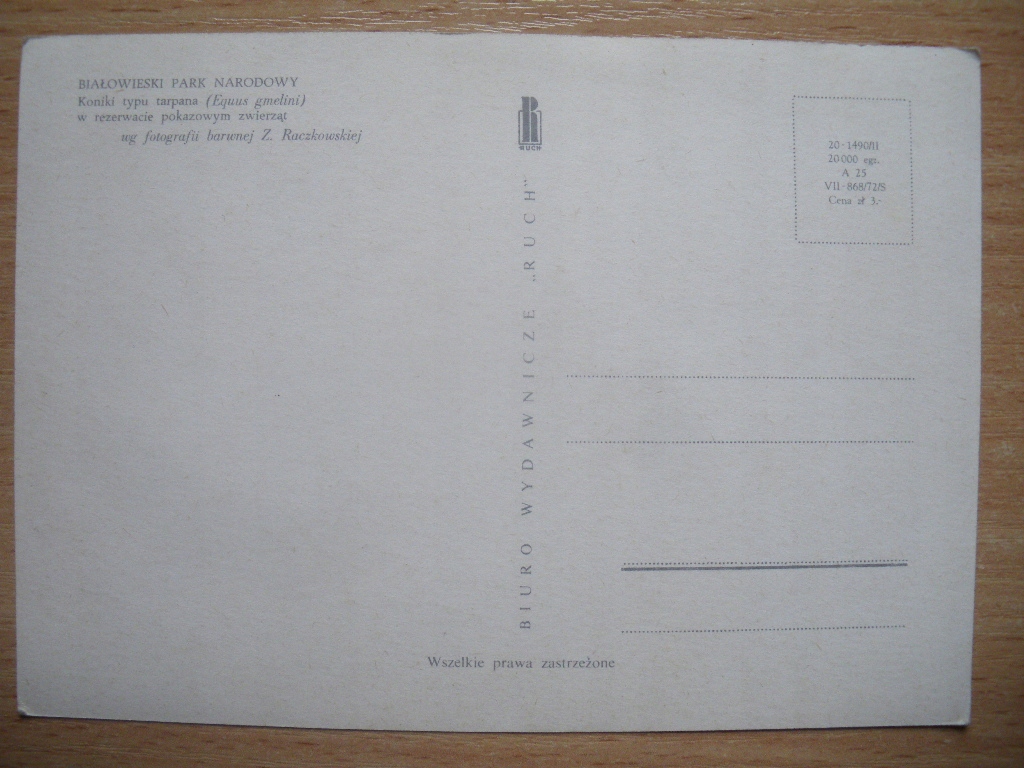 BIAŁOWIESKI PARK NARODOWY
Koniki typu tarpana (Equus gmelini)
w rezerwacie pokazowym zwierząt
wg fotografii barwnej Z. Raczkowskiej
RUCH
BIURO WYDAWNICZE „RUCH"
20-1490/II
20 000 egz.
A 25
VII-868/72/S
Cena zł 3.-
Wszelkie prawa zastrzeżone